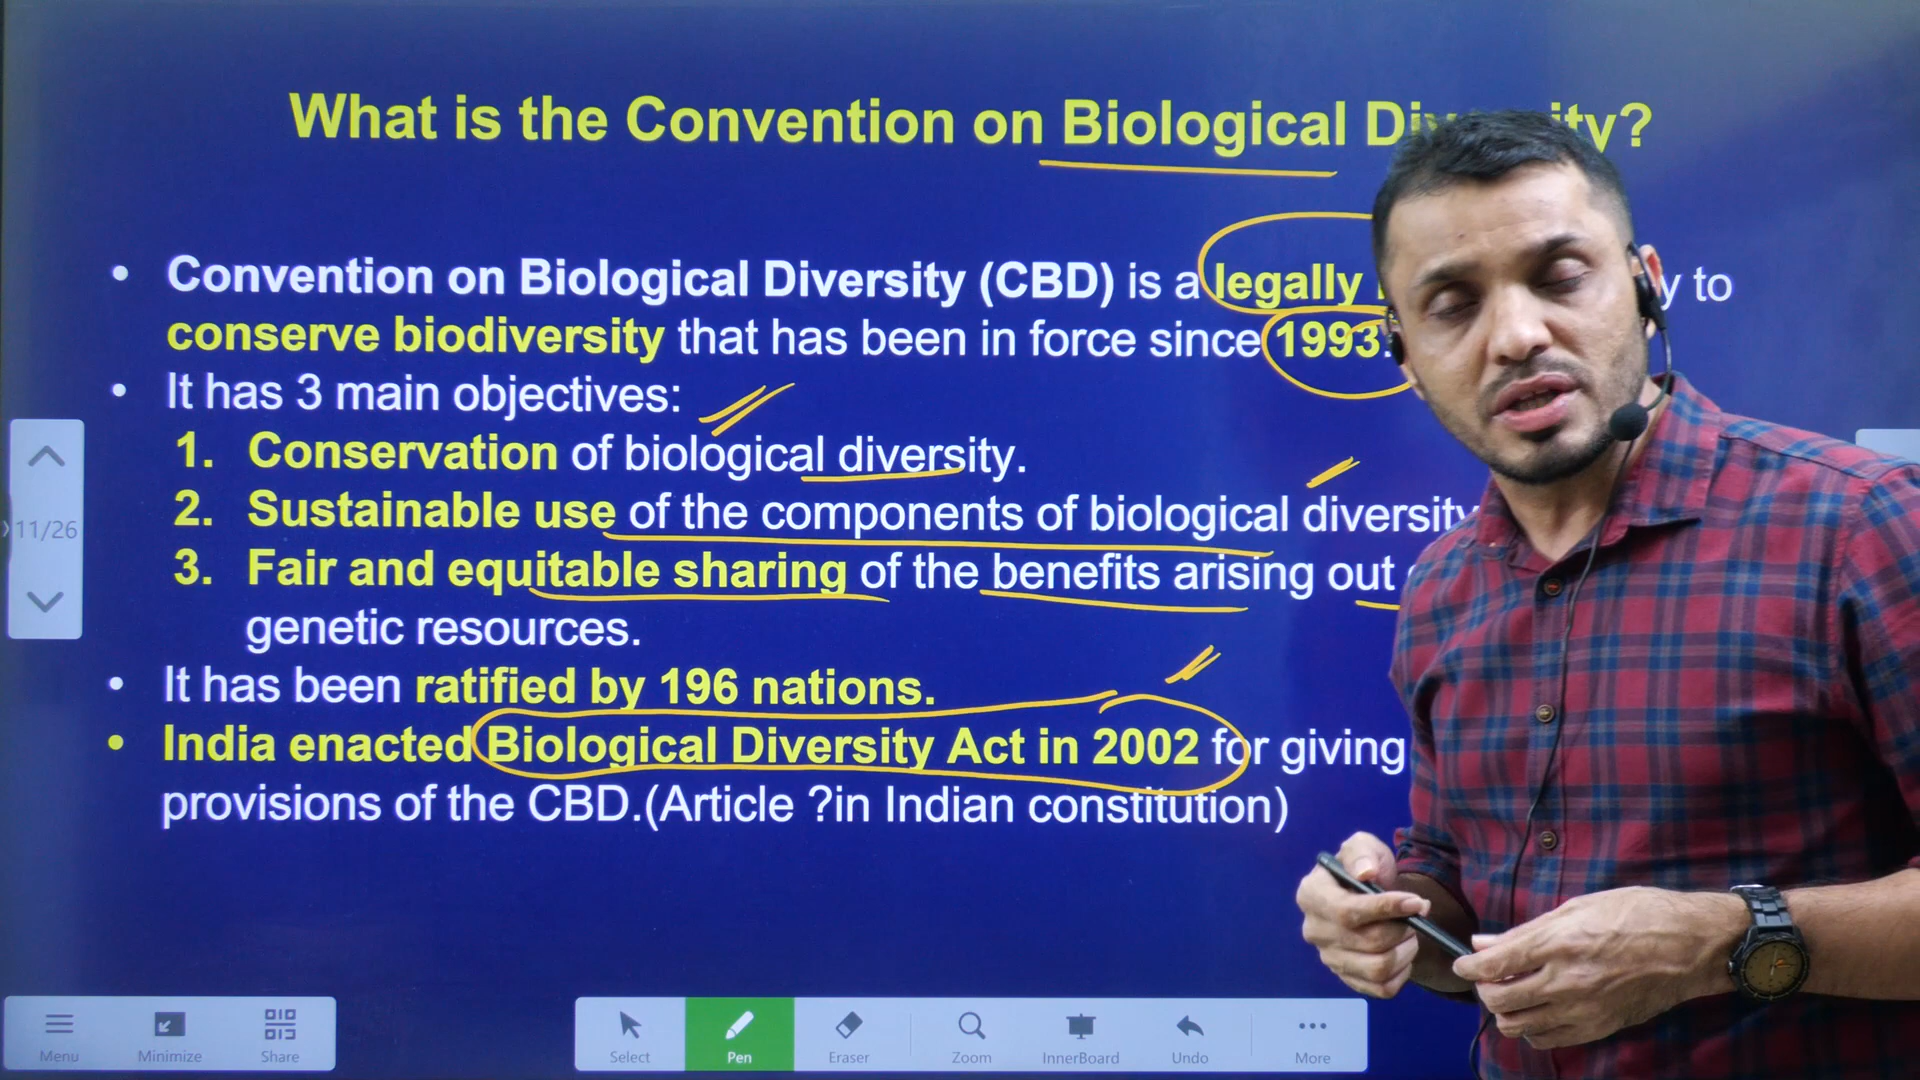 What is the Convention on Biological Div ity?
• Convention on Biological Diversity (CBD) is a legally y to
conserve biodiversity that has been in force since 1993.
• It has 3 main objectives:
1. Conservation of biological diversity.
2. Sustainable use of the components of biological diversity
3. Fair and equitable sharing of the benefits arising out
genetic resources.
• It has been ratified by 196 nations.
• India enacted Biological Diversity Act in 2002 for giving
provisions of the CBD.(Article ?in Indian constitution)
11/26
Menu Minimize Share Select Pen Eraser Zoom InnerBoard Undo More